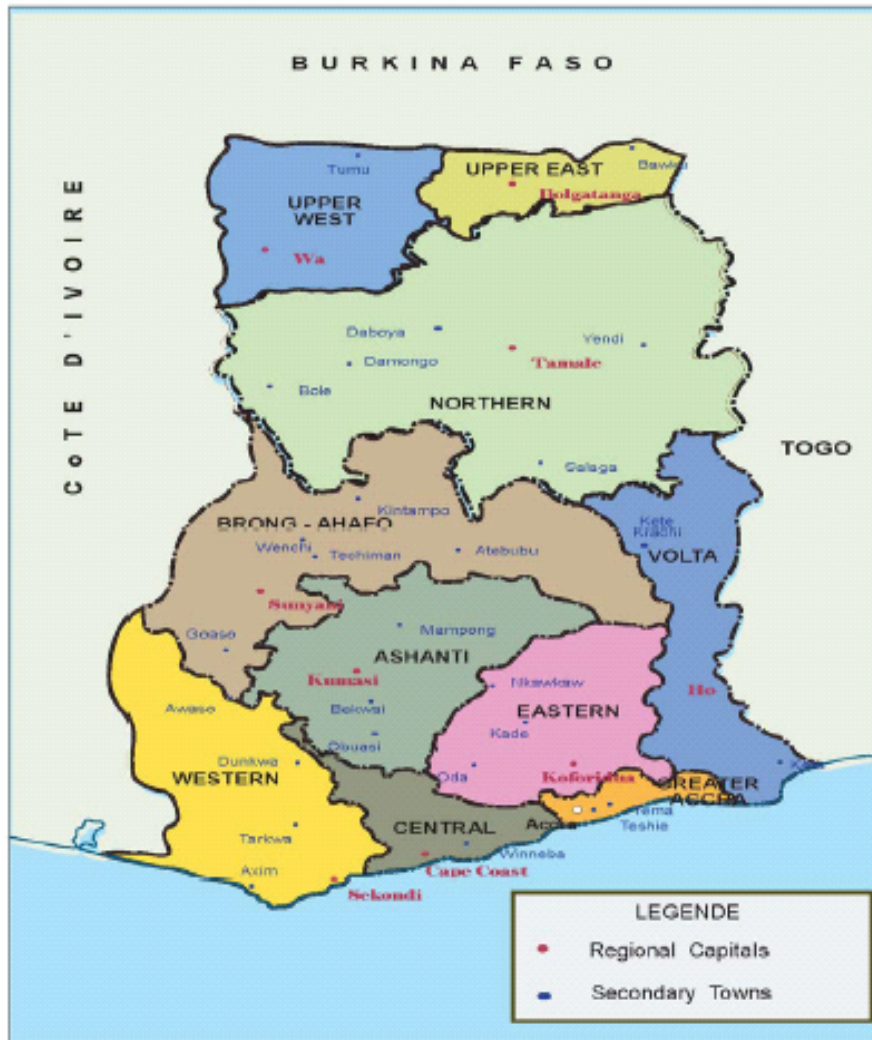 BURKINA FASO
CoTE D'IVOIRE
TOGO
Tumu
UPPER WEST
Wa
UPPER EAST
Bawku
Bolgatanga
Daboya
Damongo
Bole
Yendi
Tamale
NORTHERN
Salaga
Kintampo
BRONG - AHAFO
Wenchi
Techiman
Atebubu
Kete
Krachi
VOLTA
Sunyani
Goaso
Mampong
ASHANTI
Kumasi
Bekwai
Obuasi
Nkawkaw
EASTERN
Kade
Oda
Koforidua
Ho
Awaso
Dunkwa
WESTERN
Tarkwa
Axim
Sekondi
CENTRAL
Winneba
Cape Coast
GREATER
ACCRA
Accra
Tema
Teshie
LEGENDE
Regional Capitals
Secondary Towns